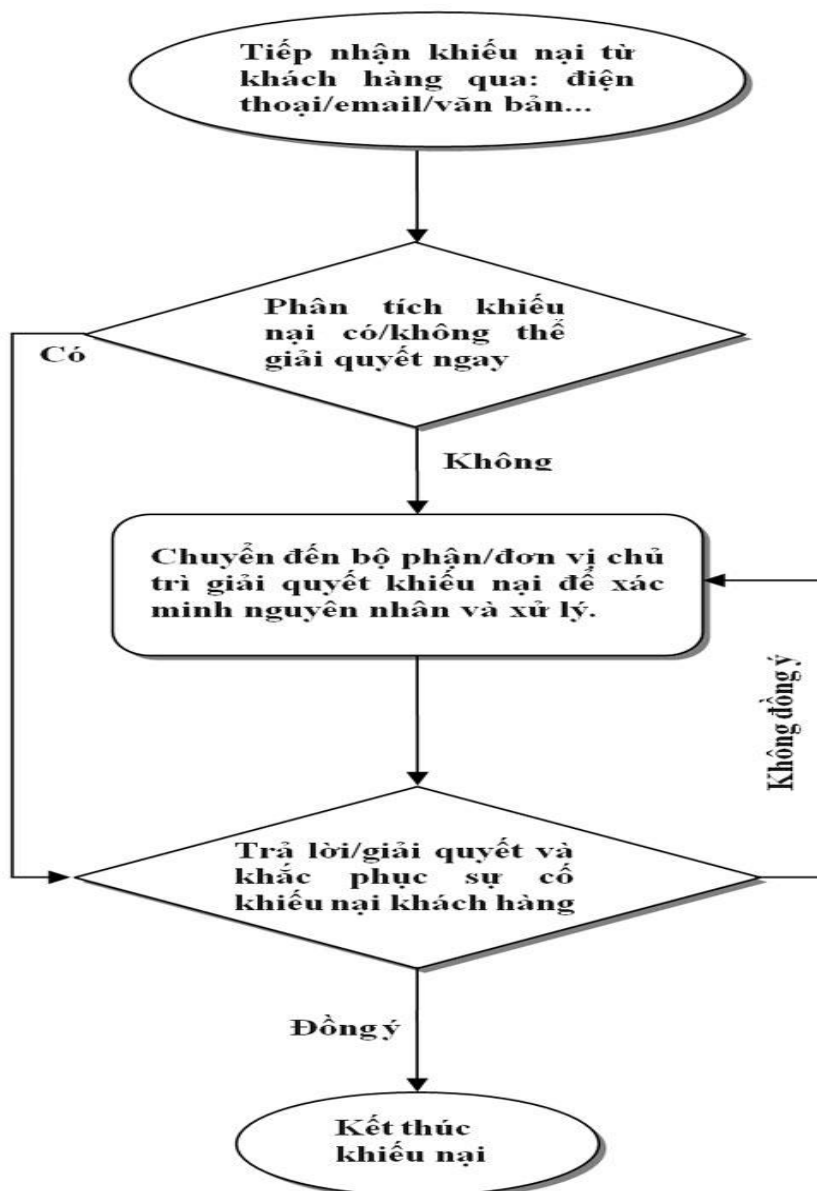 Tiếp nhận khiếu nại từ
khách hàng qua: điện
thoại/email/văn bản...
Phân tích khiếu
nại có/không thể
giải quyết ngay
Có
Không
Chuyển đến bộ phận/đơn vị chủ
trì giải quyết khiếu nại để xác
minh nguyên nhân và xử lý.
Không đồng ý
Trả lời/giải quyết và
khắc phục sự cố
khiếu nại khách hàng
Đồng ý
Kết thúc
khiếu nại